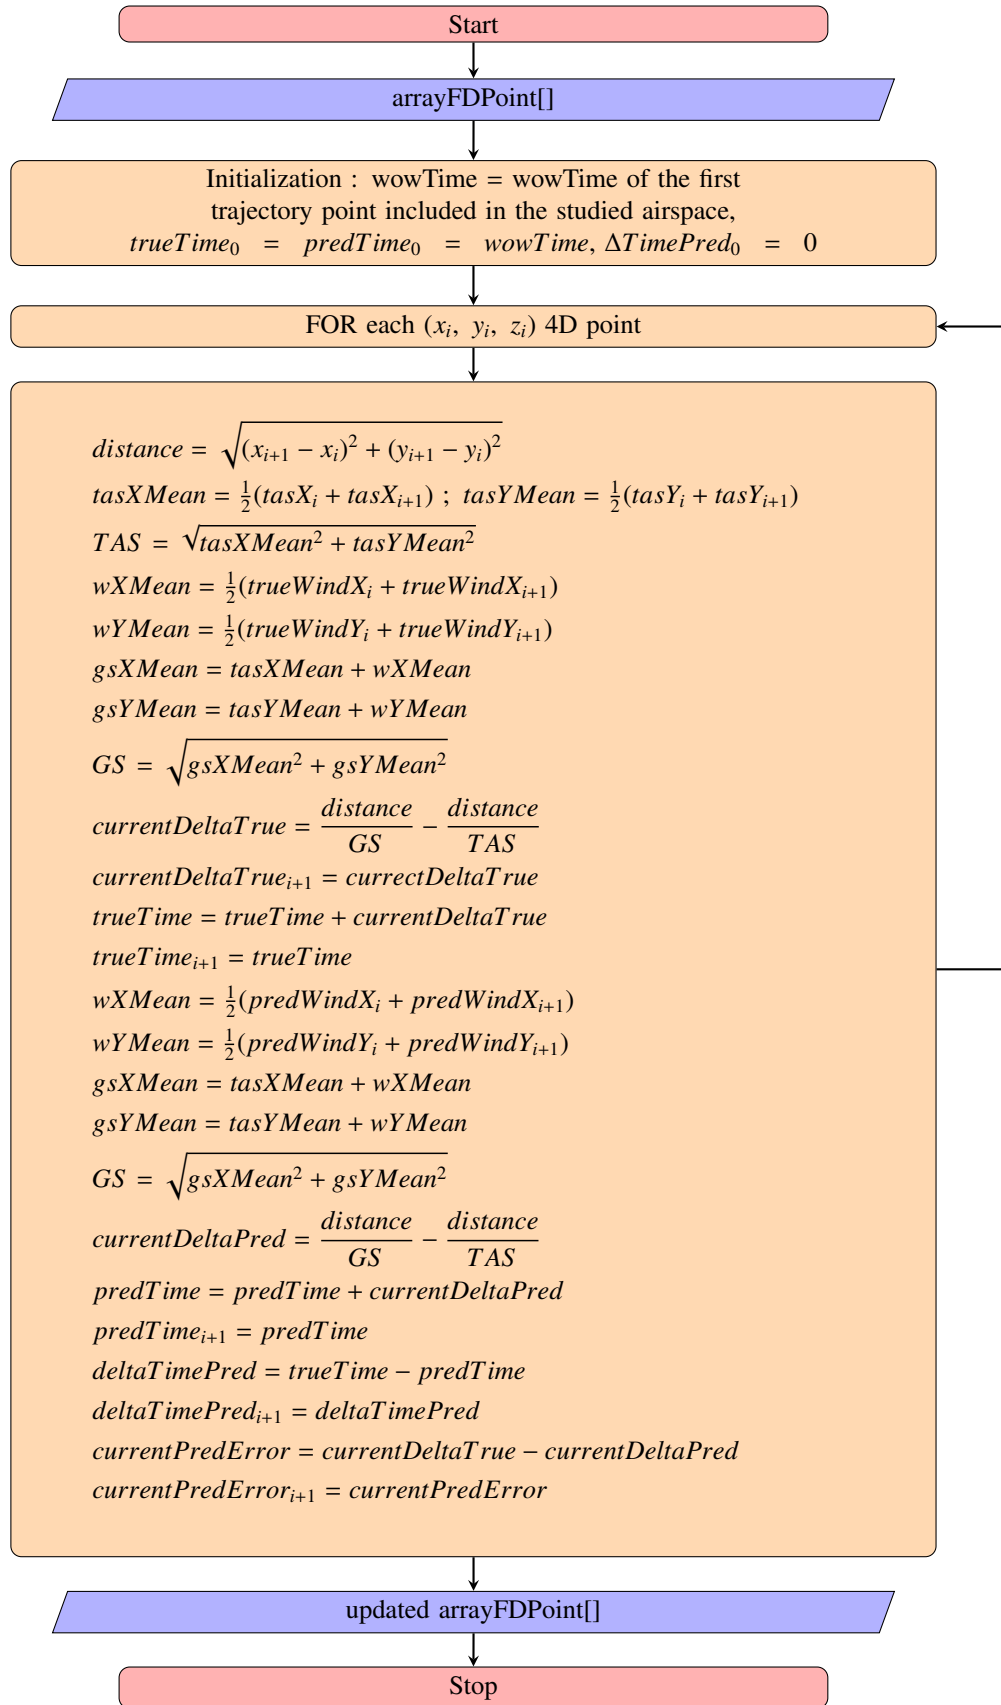 Start
arrayFDPoint[]
Initialization : wowTime = wowTime of the first
trajectory point included in the studied airspace,
trueTime₀ = predTime₀ = wowTime, ΔTimePred₀ = 0
FOR each (xᵢ, yᵢ, zᵢ) 4D point
distance = √((xᵢ₊₁ − xᵢ)² + (yᵢ₊₁ − yᵢ)²)
tasXMean = ½(tasXᵢ + tasXᵢ₊₁) ; tasYMean = ½(tasYᵢ + tasYᵢ₊₁)
TAS = √(tasXMean² + tasYMean²)
wXMean = ½(trueWindXᵢ + trueWindXᵢ₊₁)
wYMean = ½(trueWindYᵢ + trueWindYᵢ₊₁)
gsXMean = tasXMean + wXMean
gsYMean = tasYMean + wYMean
GS = √(gsXMean² + gsYMean²)
currentDeltaTrue = distance/GS − distance/TAS
currentDeltaTrueᵢ₊₁ = currectDeltaTrue
trueTime = trueTime + currentDeltaTrue
trueTimeᵢ₊₁ = trueTime
wXMean = ½(predWindXᵢ + predWindXᵢ₊₁)
wYMean = ½(predWindYᵢ + predWindYᵢ₊₁)
gsXMean = tasXMean + wXMean
gsYMean = tasYMean + wYMean
GS = √(gsXMean² + gsYMean²)
currentDeltaPred = distance/GS − distance/TAS
predTime = predTime + currentDeltaPred
predTimeᵢ₊₁ = predTime
deltaTimePred = trueTime − predTime
deltaTimePredᵢ₊₁ = deltaTimePred
currentPredError = currentDeltaTrue − currentDeltaPred
currentPredErrorᵢ₊₁ = currentPredError
updated arrayFDPoint[]
Stop